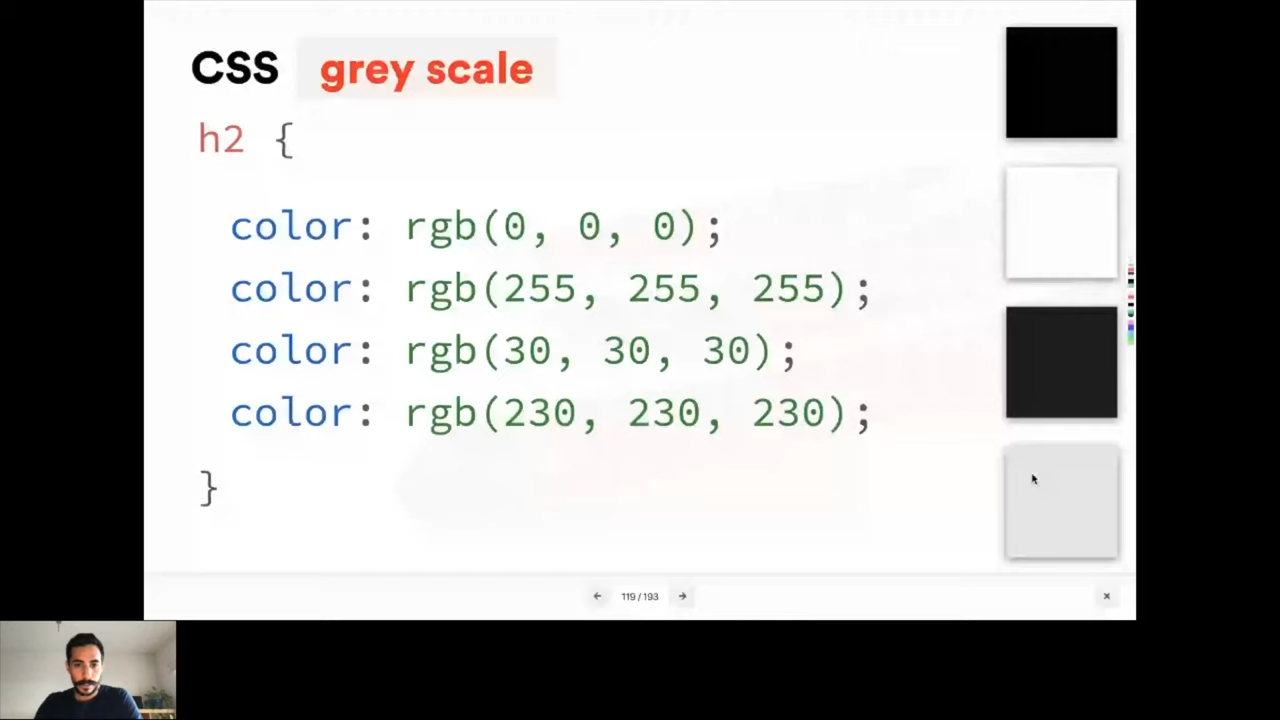 CSS grey scale
h2 {
color: rgb(0, 0, 0);
color: rgb(255, 255, 255);
color: rgb(30, 30, 30);
color: rgb(230, 230, 230);
}
← 119 / 193 → ×